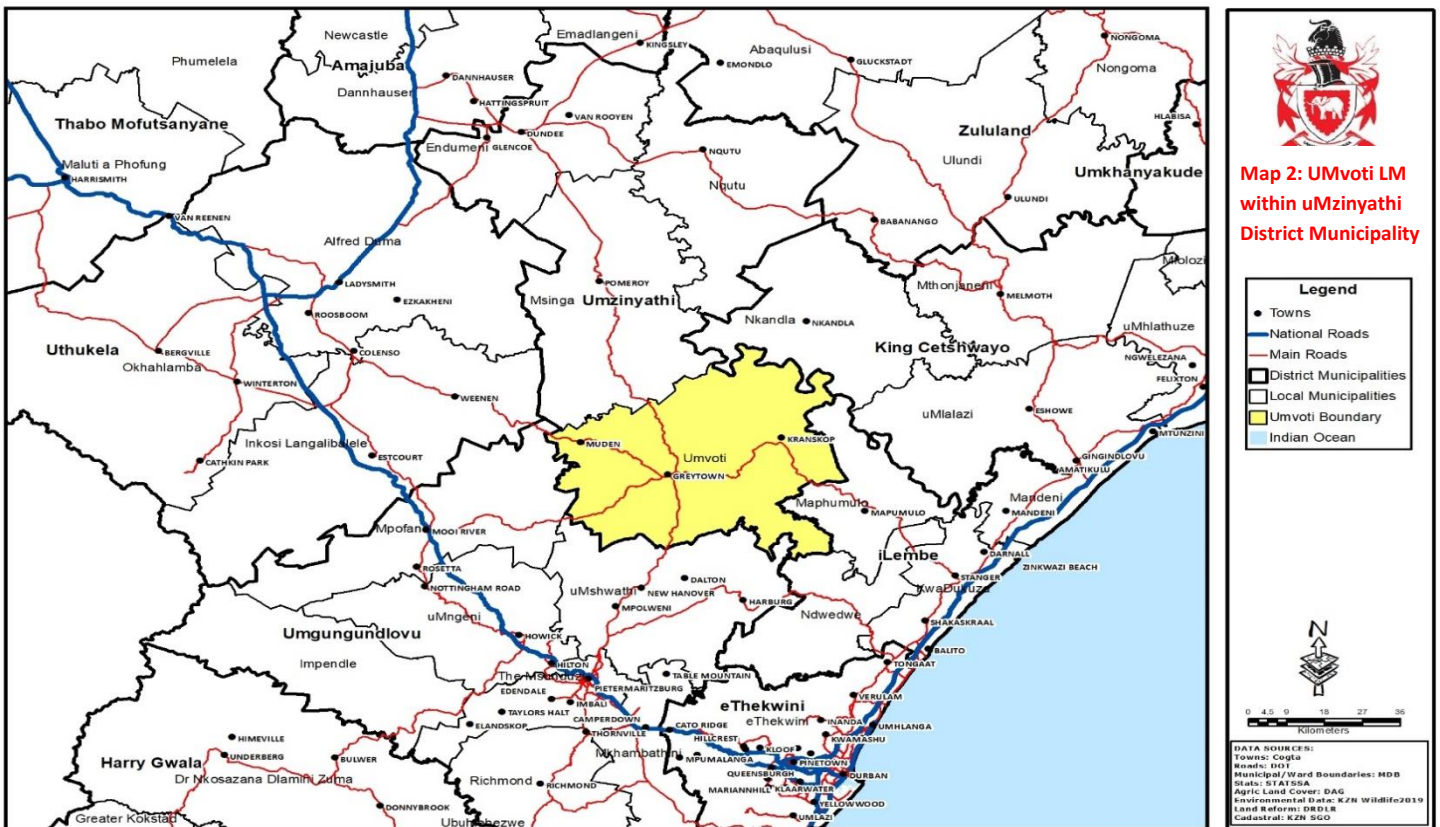 Newcastle
Emadlangeni
KINGSLEY
Abaqulusi
NONGOMA
Phumelela
Amajuba
EMONDLO
GLUCKSTADT
Nongoma
Dannhauser
DANNHAUSER
HATTINGSPRUIT
VAN ROOYEN
HLABISA
Thabo Mofutsanyane
DUNDEE
Zululand
Endumeni
GLENCOE
NQUTU
Ulundi
Maluti a Phofung
HARRISMITH
Nqutu
Umkhanyakude
ULUNDI
VAN REENEN
BABANANGO
Alfred Duma
LADYSMITH
POMEROY
Mthonjaneni
EZKAKHENI
Msinga
Umzinyathi
MELMOTH
ROOSBOOM
Nkandla
NKANDLA
uMhlathuze
Uthukela
BERGVILLE
COLENSO
King Cetshwayo
NGWELEZANA
Okhahlamba
FELIXTON
WINTERTON
WEENEN
ESHOWE
uMlalazi
MTUNZINI
Inkosi Langalibalele
MUDEN
KRANSKOP
CATHKIN PARK
ESTCOURT
Umvoti
GINGINDLOVU
GREYTOWN
AMATIKULU
Maphumulo
MAPUMULO
Mandeni
MANDENI
Mpofana
MOOI RIVER
iLembe
DARNALL
ROSETTA
ZINKWAZI BEACH
NOTTINGHAM ROAD
uMshwathi
DALTON
NEW HANOVER
STANGER
KwaDukuza
MPOLWENI
HARBURG
Ndwedwe
uMngeni
SHAKASKRAAL
Umgungundlovu
HOWICK
BALITO
Impendle
HILTON
TONGAAT
TABLE MOUNTAIN
PIETERMARITZBURG
EDENDALE
IMBALI
eThekwini
VERULAM
TAYLORS HALT
eThekwini
INANDA
UMHLANGA
ELANDSKOP
CAMPERDOWN
CATO RIDGE
THORNVILLE
HILLCREST
KWAMASHU
HIMEVILLE
Mkhambathini
KLOOF
UNDERBERG
BULWER
MPUMALANGA
PINETOWN
Harry Gwala
QUEENSBURGH
DURBAN
Dr Nkosazana Dlamini Zuma
Richmond
RICHMOND
MARIANNHILL
KLAARWATER
DONNYBROOK
YELLOWWOOD
Greater Kokstad
UMLAZI
Map 2: UMvoti LM
within uMzinyathi
District Municipality
Legend
Towns
National Roads
Main Roads
District Municipalities
Local Municipalities
Umvoti Boundary
Indian Ocean
N
0 4,5 9 18 27 36
Kilometers
DATA SOURCES:
Towns: Cogta
Roads: DOT
Municipal/Ward Boundaries: MDB
Stats: STATSSA
Agric Land Cover: DAG
Environmental Data: KZN Wildlife2019
Land Reform: DRDLR
Cadastral: KZN SGO